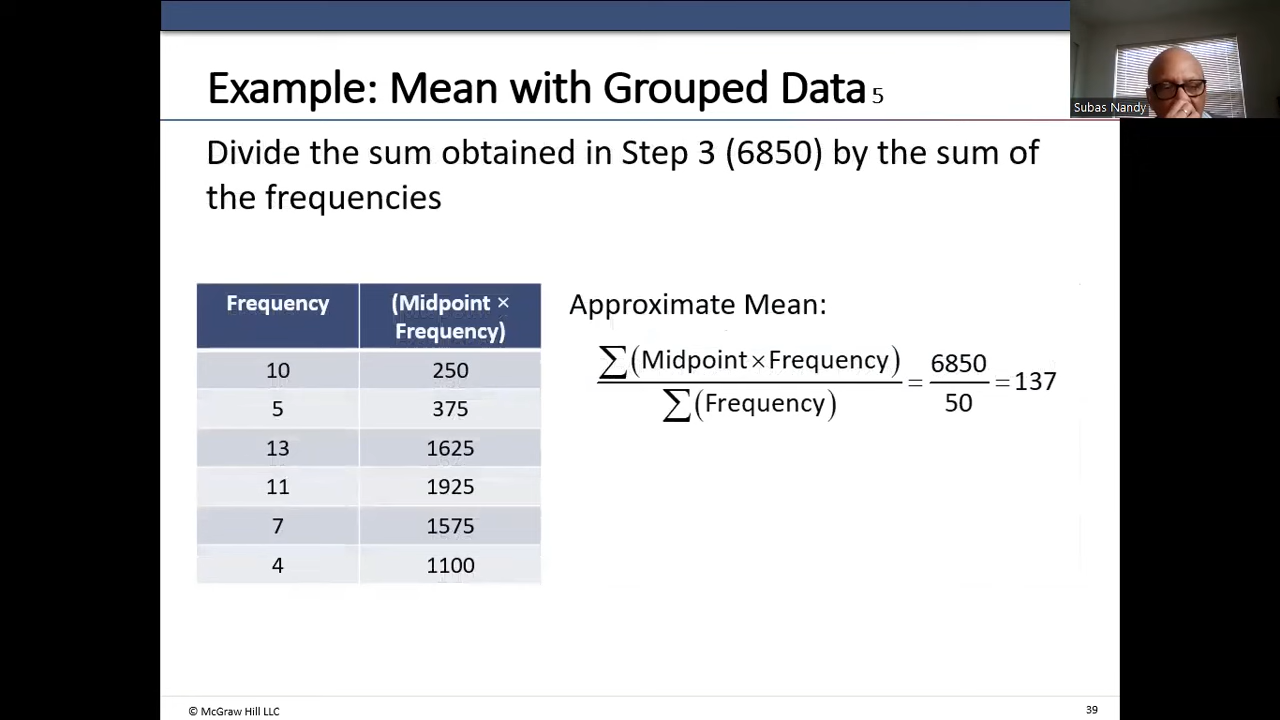 Example: Mean with Grouped Data 5
Subas Nandy
Divide the sum obtained in Step 3 (6850) by the sum of
the frequencies
Frequency (Midpoint ×
Frequency)
10 250
5 375
13 1625
11 1925
7 1575
4 1100
Approximate Mean:
∑(Midpoint×Frequency)
∑(Frequency)
= 6850
50
= 137
© McGraw Hill LLC
39